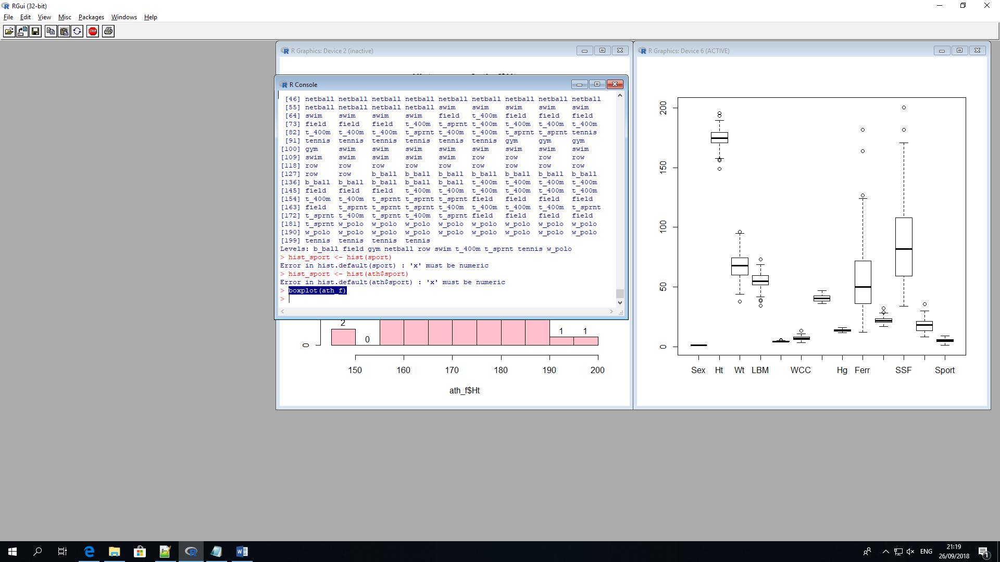 RGui (32-bit)
File Edit View Misc Packages Windows Help
STOP
R Graphics: Device 2 (inactive)
R Graphics: Device 6 (ACTIVE)
R Console
[46] netball netball netball netball netball netball netball netball netball
[55] netball netball netball netball swim swim swim swim swim
[64] swim swim swim swim field t_400m field field field
[73] field field field t_400m t_sprnt t_400m t_400m t_400m t_400m
[82] t_400m t_400m t_400m t_sprnt t_400m t_400m t_sprnt t_sprnt tennis
[91] tennis tennis tennis tennis tennis tennis gym gym gym
[100] gym swim swim swim swim swim swim swim swim
[109] swim swim swim swim swim row row row row
[118] row row row row row row row row row
[127] row row b_ball b_ball b_ball b_ball b_ball b_ball b_ball
[136] b_ball b_ball b_ball b_ball b_ball t_400m t_400m t_400m t_400m
[145] field field field t_400m t_400m t_400m t_400m t_400m t_400m
[154] t_400m t_400m t_sprnt t_sprnt t_sprnt field field field field
[163] field t_sprnt t_sprnt t_sprnt t_400m t_400m t_400m t_400m t_sprnt
[172] t_sprnt t_400m t_sprnt t_400m t_sprnt field field field field
[181] t_sprnt w_polo w_polo w_polo w_polo w_polo w_polo w_polo w_polo
[190] w_polo w_polo w_polo w_polo w_polo w_polo w_polo w_polo w_polo
[199] tennis tennis tennis tennis
Levels: b_ball field gym netball row swim t_400m t_sprnt tennis w_polo
> hist_sport <- hist(sport)
Error in hist.default(sport) : 'x' must be numeric
> hist_sport <- hist(ath$sport)
Error in hist.default(ath$sport) : 'x' must be numeric
> boxplot(ath_f)
>
2 0 1 1
0
150 160 170 180 190 200
ath_f$Ht
200
150
100
50
0
Sex Ht Wt LBM WCC Hg Ferr SSF Sport
ENG
21:19
26/09/2018
1